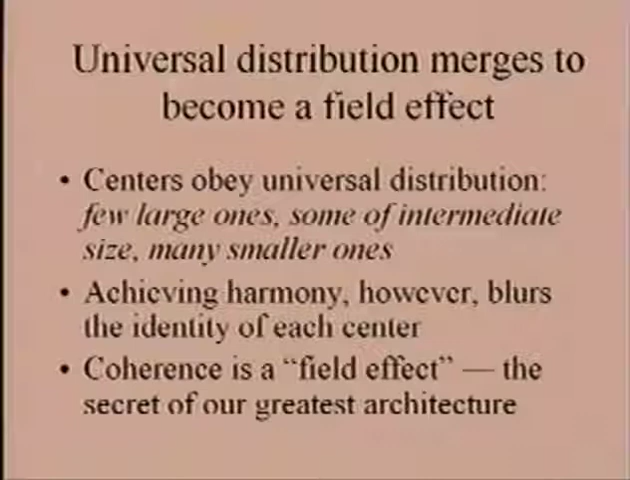 Universal distribution merges to
become a field effect
• Centers obey universal distribution:
few large ones, some of intermediate
size, many smaller ones
• Achieving harmony, however, blurs
the identity of each center
• Coherence is a “field effect” — the
secret of our greatest architecture